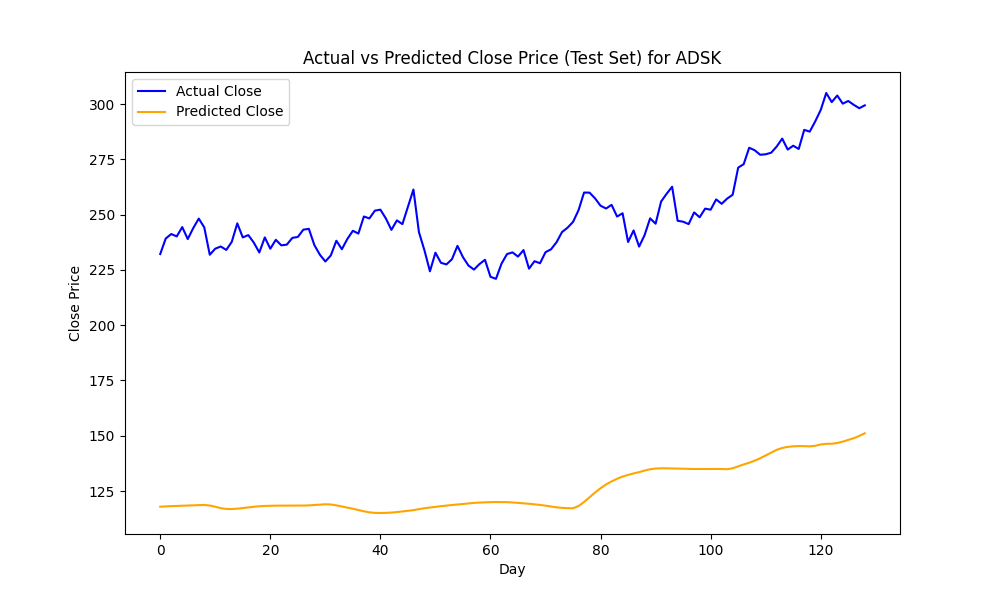 Actual vs Predicted Close Price (Test Set) for ADSK
Actual Close
Predicted Close
300
275
250
225
200
175
150
125
Close Price
0 20 40 60 80 100 120
Day